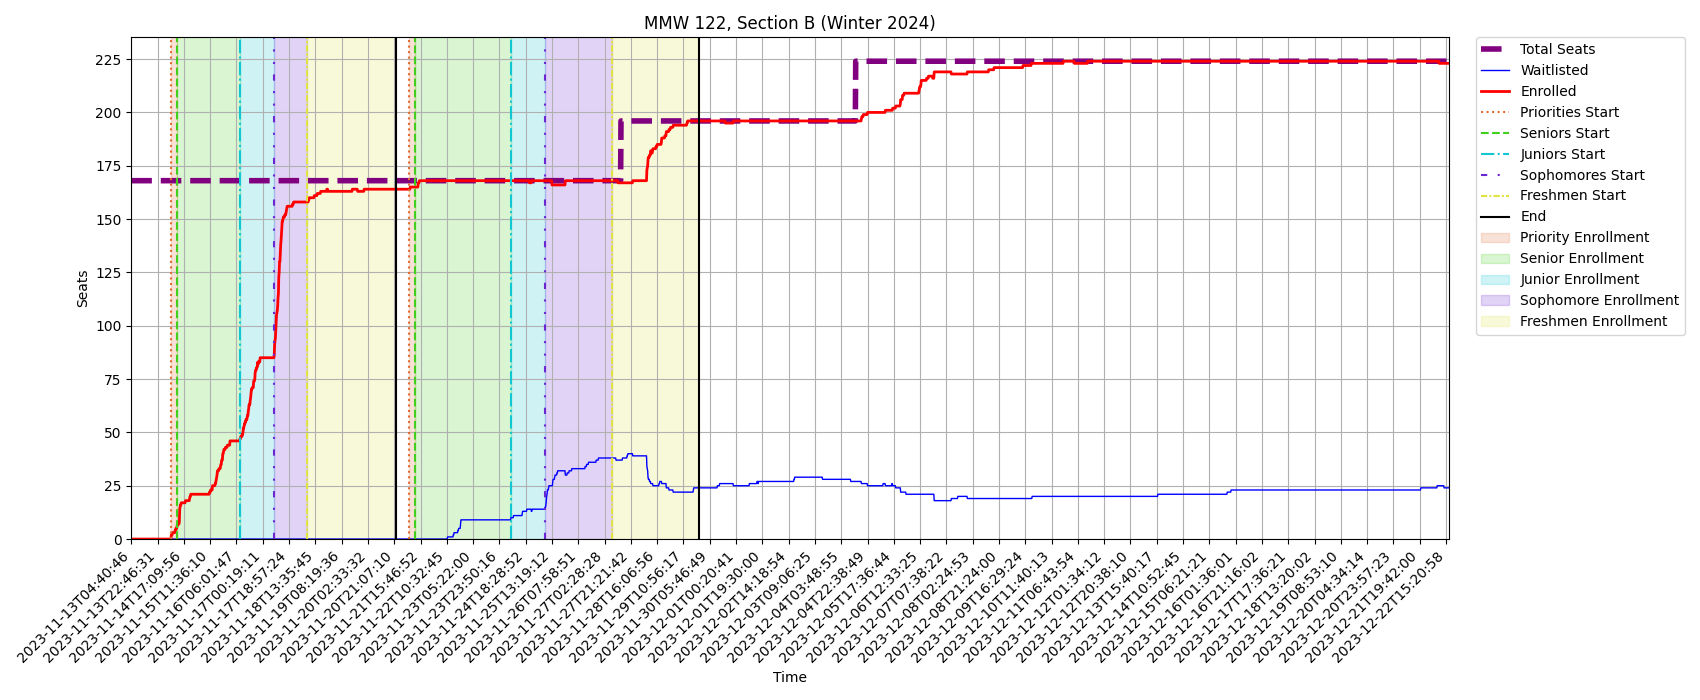 MMW 122, Section B (Winter 2024)
Seats
225
200
175
150
125
100
75
50
25
0
2023-11-13T04:40:46
2023-11-13T22:46:31
2023-11-14T17:09:56
2023-11-15T11:36:10
2023-11-16T06:01:47
2023-11-17T00:19:11
2023-11-17T18:57:24
2023-11-18T13:35:45
2023-11-19T08:19:36
2023-11-20T02:33:32
2023-11-20T21:07:10
2023-11-21T15:46:52
2023-11-22T10:32:45
2023-11-23T05:22:00
2023-11-23T23:50:16
2023-11-24T18:28:52
2023-11-25T13:19:12
2023-11-26T07:58:51
2023-11-27T02:28:28
2023-11-27T21:21:42
2023-11-28T16:06:56
2023-11-29T10:56:17
2023-11-30T05:46:49
2023-12-01T00:20:41
2023-12-01T19:30:00
2023-12-02T14:18:54
2023-12-03T09:06:25
2023-12-04T03:48:55
2023-12-04T22:38:49
2023-12-05T17:36:44
2023-12-06T12:33:25
2023-12-07T07:38:22
2023-12-08T02:24:53
2023-12-08T21:24:00
2023-12-09T16:29:24
2023-12-10T11:40:13
2023-12-11T06:43:54
2023-12-12T01:34:12
2023-12-12T20:38:10
2023-12-13T15:40:17
2023-12-14T10:52:45
2023-12-15T06:21:21
2023-12-16T01:36:01
2023-12-16T21:16:02
2023-12-17T17:36:21
2023-12-18T13:20:02
2023-12-19T08:53:10
2023-12-20T04:34:14
2023-12-20T23:57:23
2023-12-21T19:42:00
2023-12-22T15:20:58
Time
Total Seats
Waitlisted
Enrolled
Priorities Start
Seniors Start
Juniors Start
Sophomores Start
Freshmen Start
End
Priority Enrollment
Senior Enrollment
Junior Enrollment
Sophomore Enrollment
Freshmen Enrollment